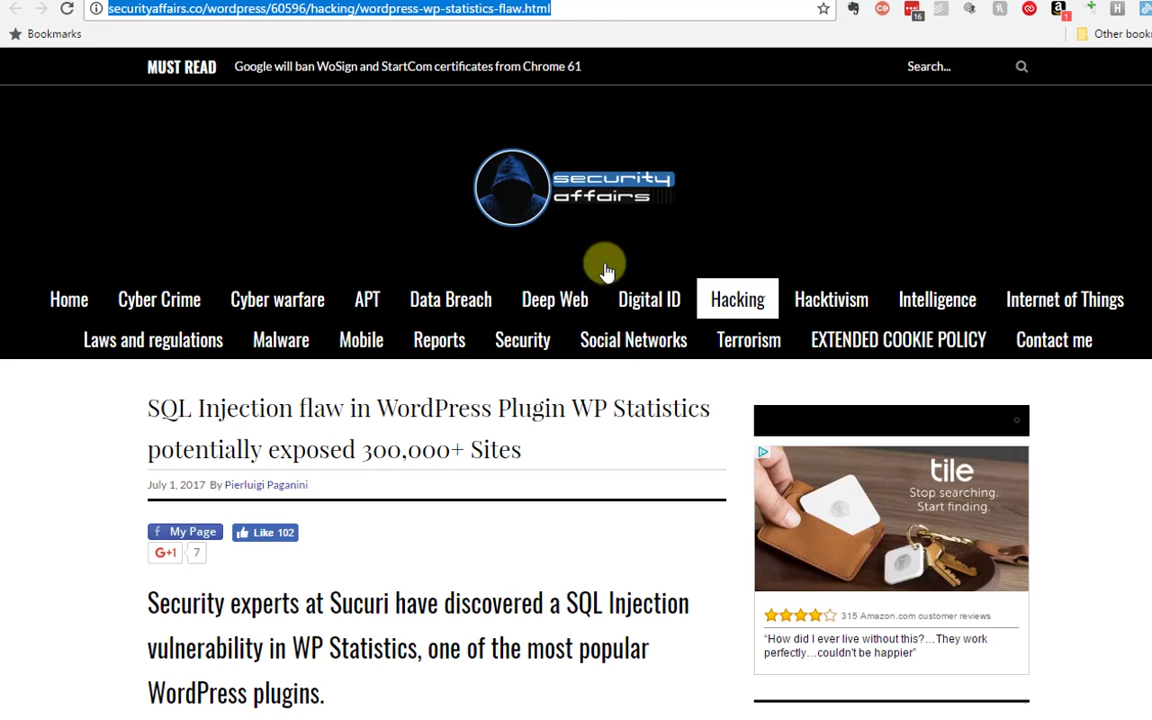 securityaffairs.co/wordpress/60596/hacking/wordpress-wp-statistics-flaw.html
16
1
H
Bookmarks
Other book
MUST READ Google will ban WoSign and StartCom certificates from Chrome 61
Search...
security
affairs
Home Cyber Crime Cyber warfare APT Data Breach Deep Web Digital ID Hacking Hacktivism Intelligence Internet of Things
Laws and regulations Malware Mobile Reports Security Social Networks Terrorism EXTENDED COOKIE POLICY Contact me
SQL Injection flaw in WordPress Plugin WP Statistics
potentially exposed 300,000+ Sites
July 1, 2017 By Pierluigi Paganini
f My Page Like 102
G+1 7
Security experts at Sucuri have discovered a SQL Injection
vulnerability in WP Statistics, one of the most popular
WordPress plugins.
tile
Stop searching.
Start finding.
315 Amazon.com customer reviews
“How did I ever live without this?…They work
perfectly…couldn't be happier”